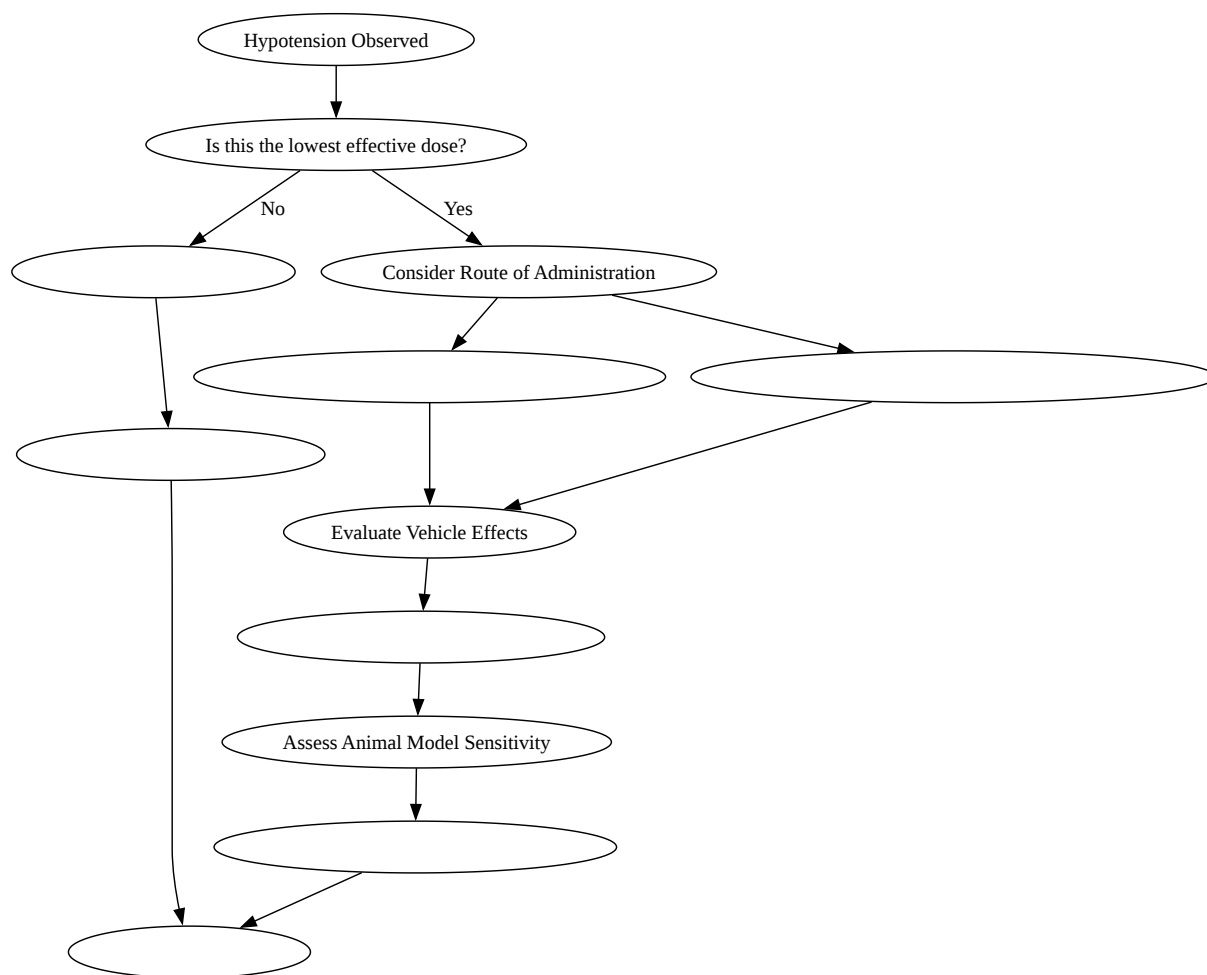 Hypotension Observed
Is this the lowest effective dose?
No
Yes
Consider Route of Administration
Evaluate Vehicle Effects
Assess Animal Model Sensitivity